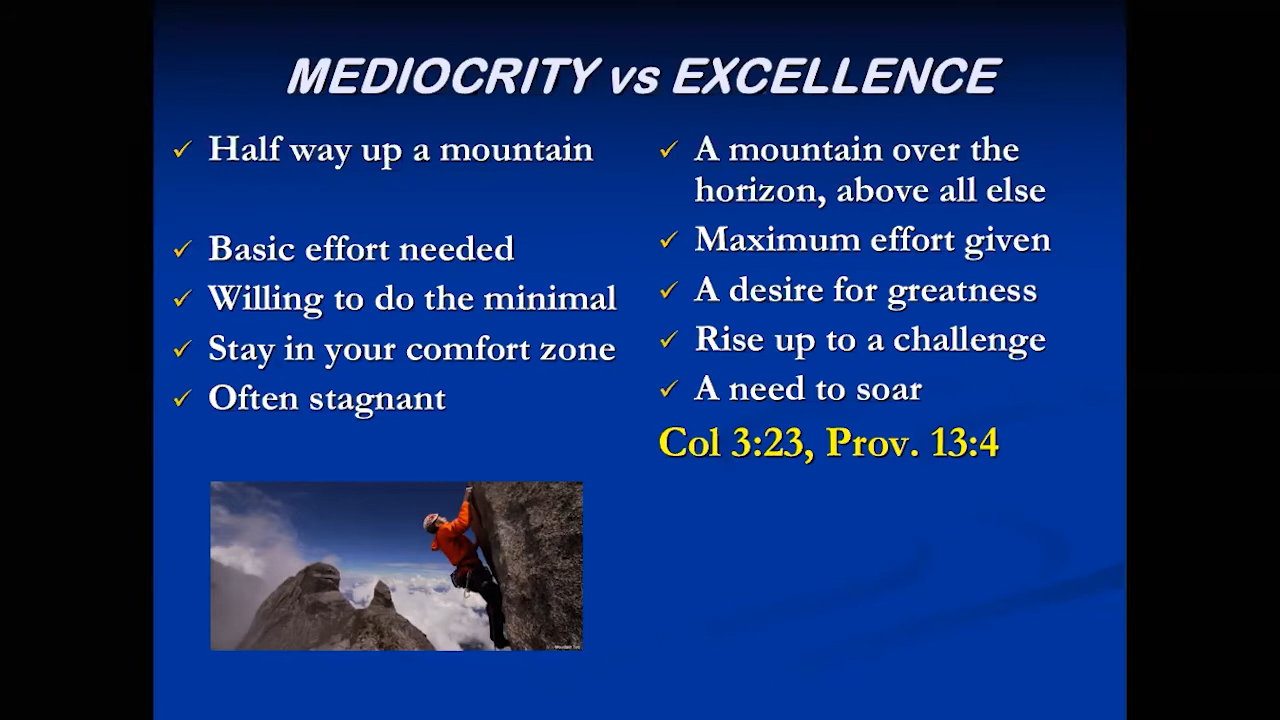 MEDIOCRITY vs EXCELLENCE
Half way up a mountain
Basic effort needed
Willing to do the minimal
Stay in your comfort zone
Often stagnant
A mountain over the
horizon, above all else
Maximum effort given
A desire for greatness
Rise up to a challenge
A need to soar
Col 3:23, Prov. 13:4